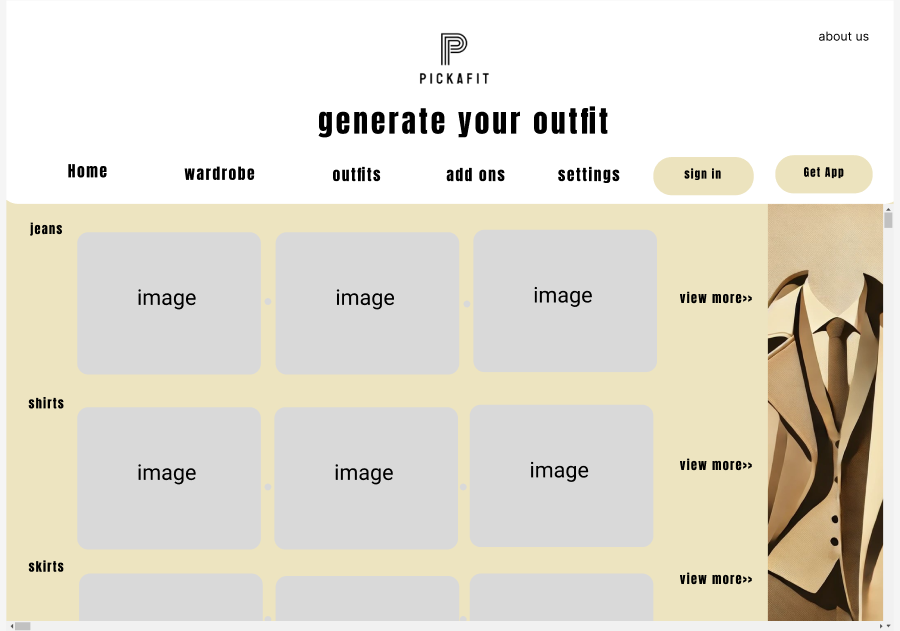 about us
PICKAFIT
generate your outfit
Home wardrobe outfits add ons settings sign in Get App
jeans
image image image view more>>
shirts
image image image view more>>
skirts
view more>>